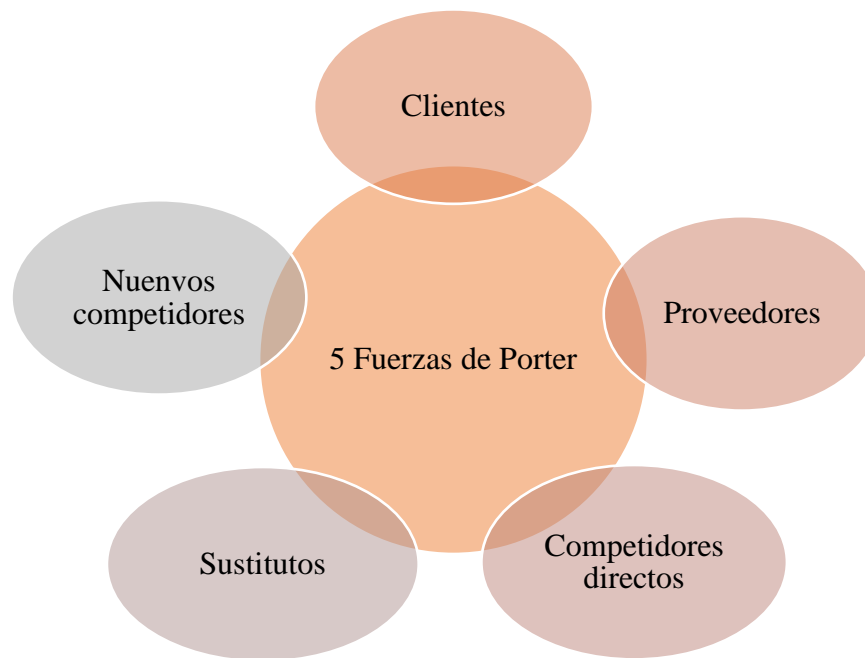 Clientes
Nuenvos
competidores
Proveedores
5 Fuerzas de Porter
Sustitutos
Competidores
directos